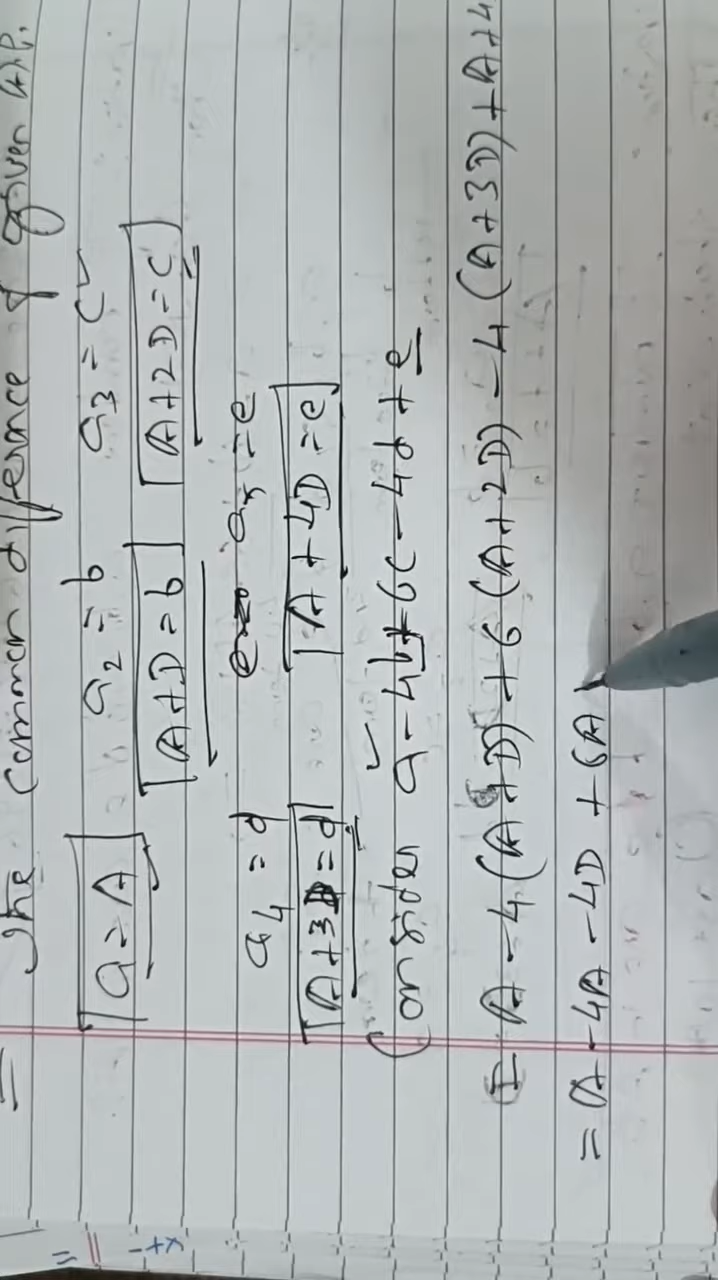 the common difference of given A.P.
a = A a₂ = b a₃ = c
A+D = b A+2D = c
a₄ = d a₅ = e
A+3D = d A+4D = e
Consider a - 4b + 6c - 4d + e
= A - 4(A+D) + 6(A+2D) - 4(A+3D) + A+4
= A - 4A - 4D + 6A